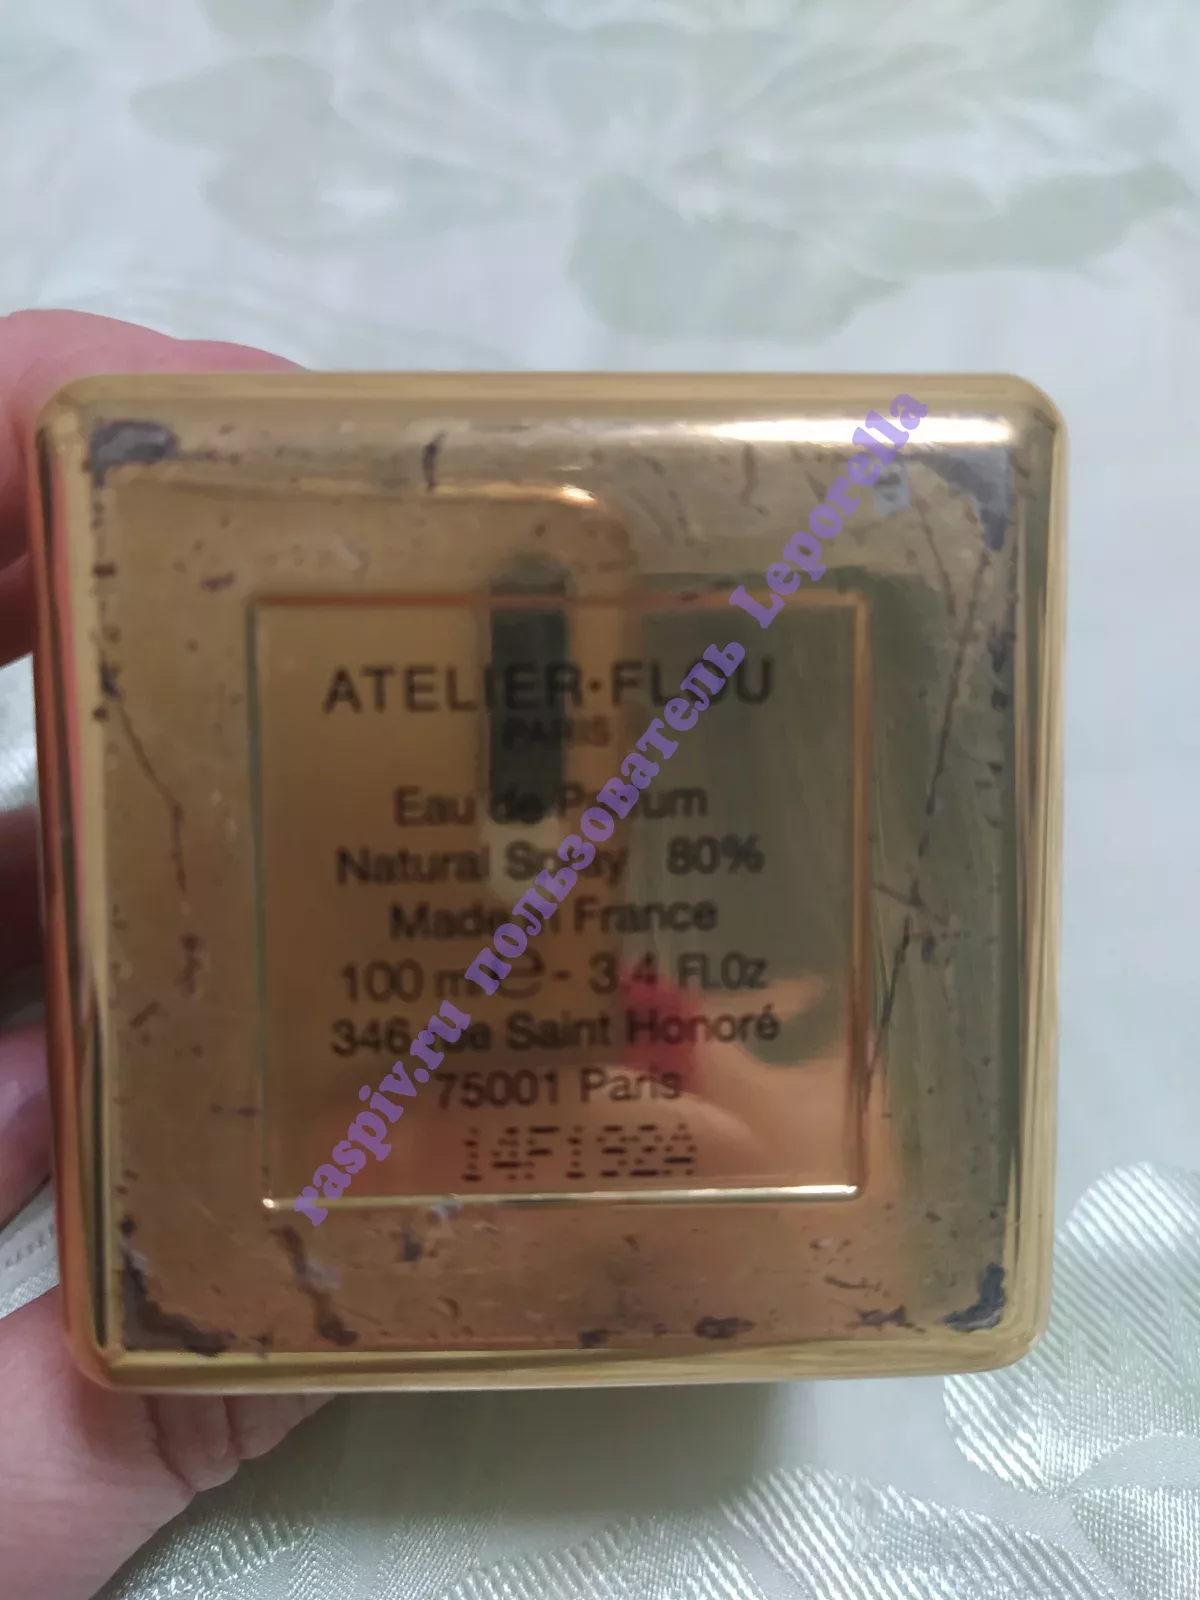 ATELIER·FLOU
PARIS
Eau de Parfum
Natural Spray 80%
Made in France
100 ml e - 3.4 FL.Oz
346 rue Saint Honoré
75001 Paris
14F192A
raspiv.ru пользователь Leporella